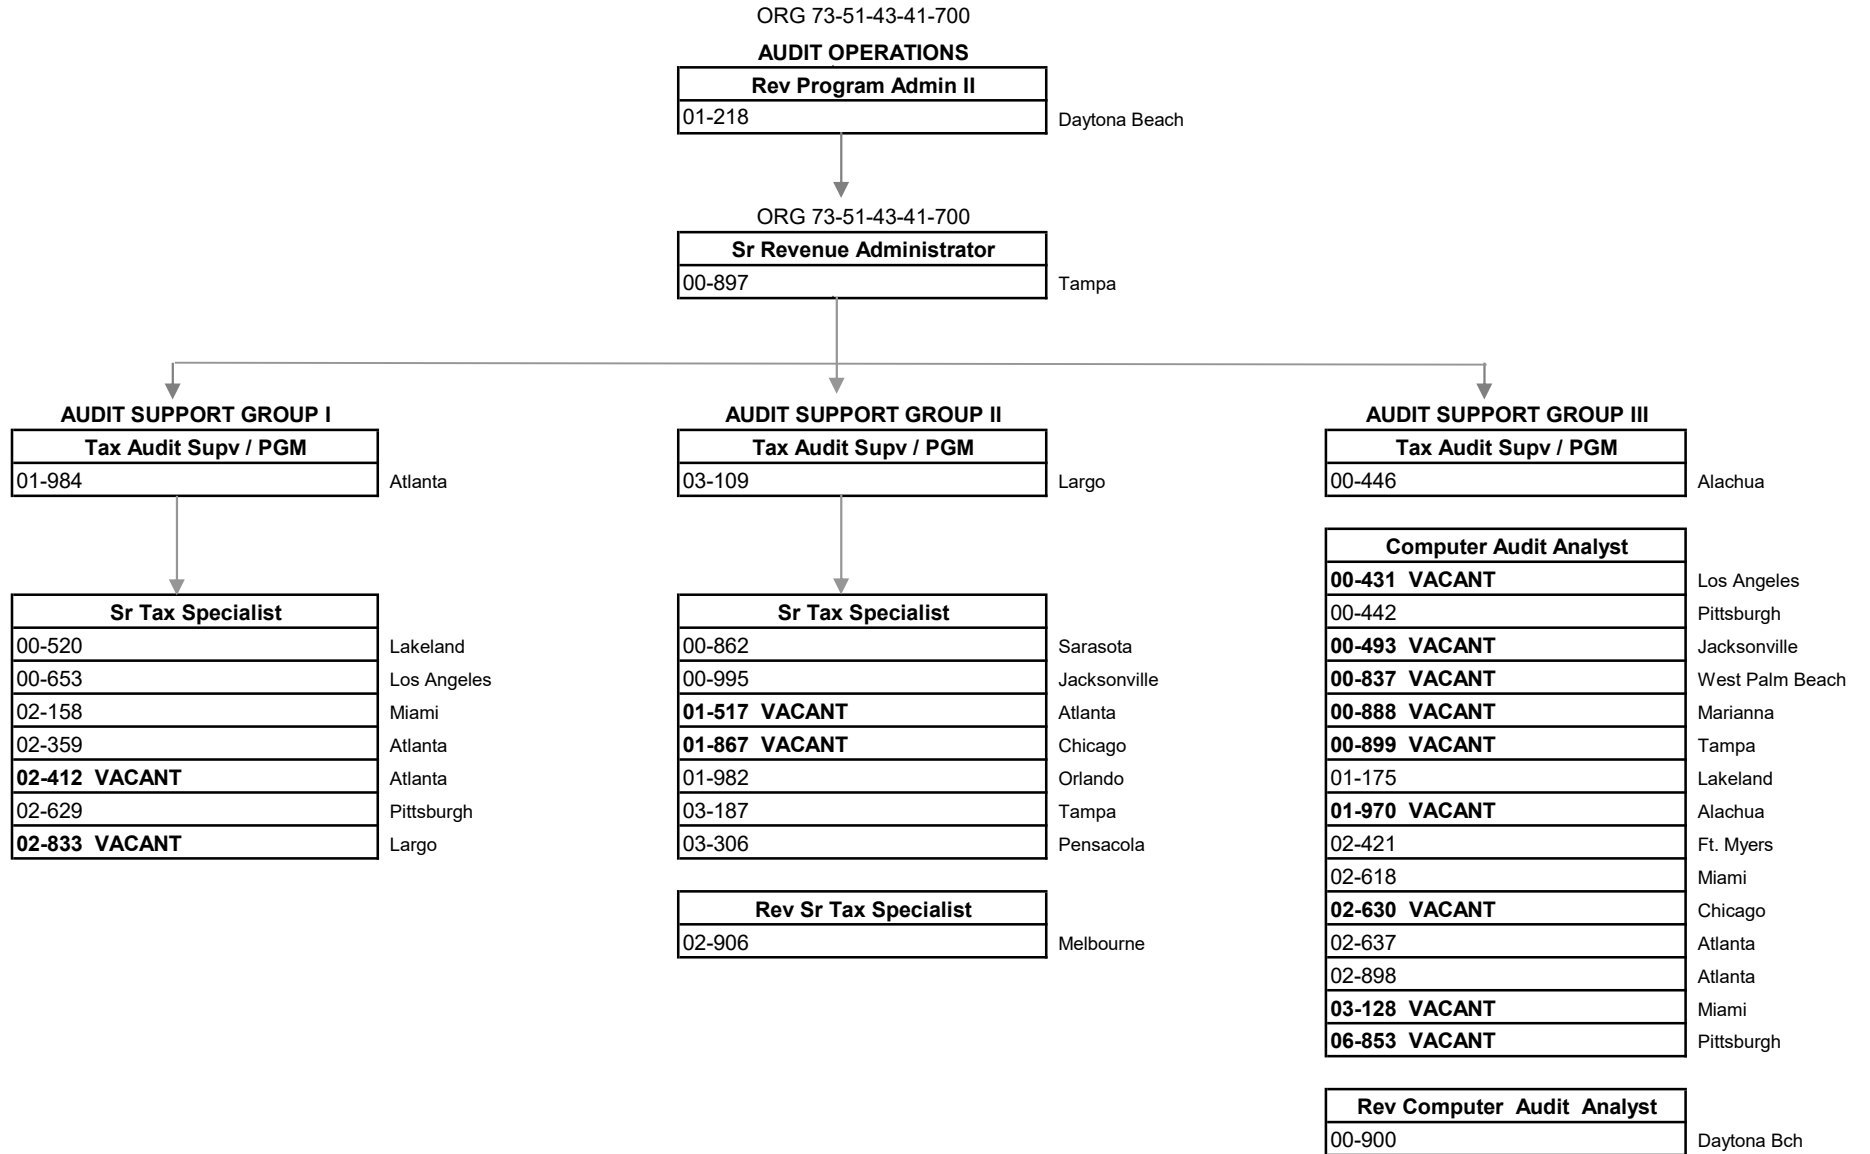 ORG 73-51-43-41-700
AUDIT OPERATIONS
Rev Program Admin II
01-218 Daytona Beach
ORG 73-51-43-41-700
Sr Revenue Administrator
00-897 Tampa
AUDIT SUPPORT GROUP I
Tax Audit Supv / PGM
01-984 Atlanta
Sr Tax Specialist
00-520 Lakeland
00-653 Los Angeles
02-158 Miami
02-359 Atlanta
02-412 VACANT Atlanta
02-629 Pittsburgh
02-833 VACANT Largo
AUDIT SUPPORT GROUP II
Tax Audit Supv / PGM
03-109 Largo
Sr Tax Specialist
00-862 Sarasota
00-995 Jacksonville
01-517 VACANT Atlanta
01-867 VACANT Chicago
01-982 Orlando
03-187 Tampa
03-306 Pensacola
Rev Sr Tax Specialist
02-906 Melbourne
AUDIT SUPPORT GROUP III
Tax Audit Supv / PGM
00-446 Alachua
Computer Audit Analyst
00-431 VACANT Los Angeles
00-442 Pittsburgh
00-493 VACANT Jacksonville
00-837 VACANT West Palm Beach
00-888 VACANT Marianna
00-899 VACANT Tampa
01-175 Lakeland
01-970 VACANT Alachua
02-421 Ft. Myers
02-618 Miami
02-630 VACANT Chicago
02-637 Atlanta
02-898 Atlanta
03-128 VACANT Miami
06-853 VACANT Pittsburgh
Rev Computer Audit Analyst
00-900 Daytona Bch